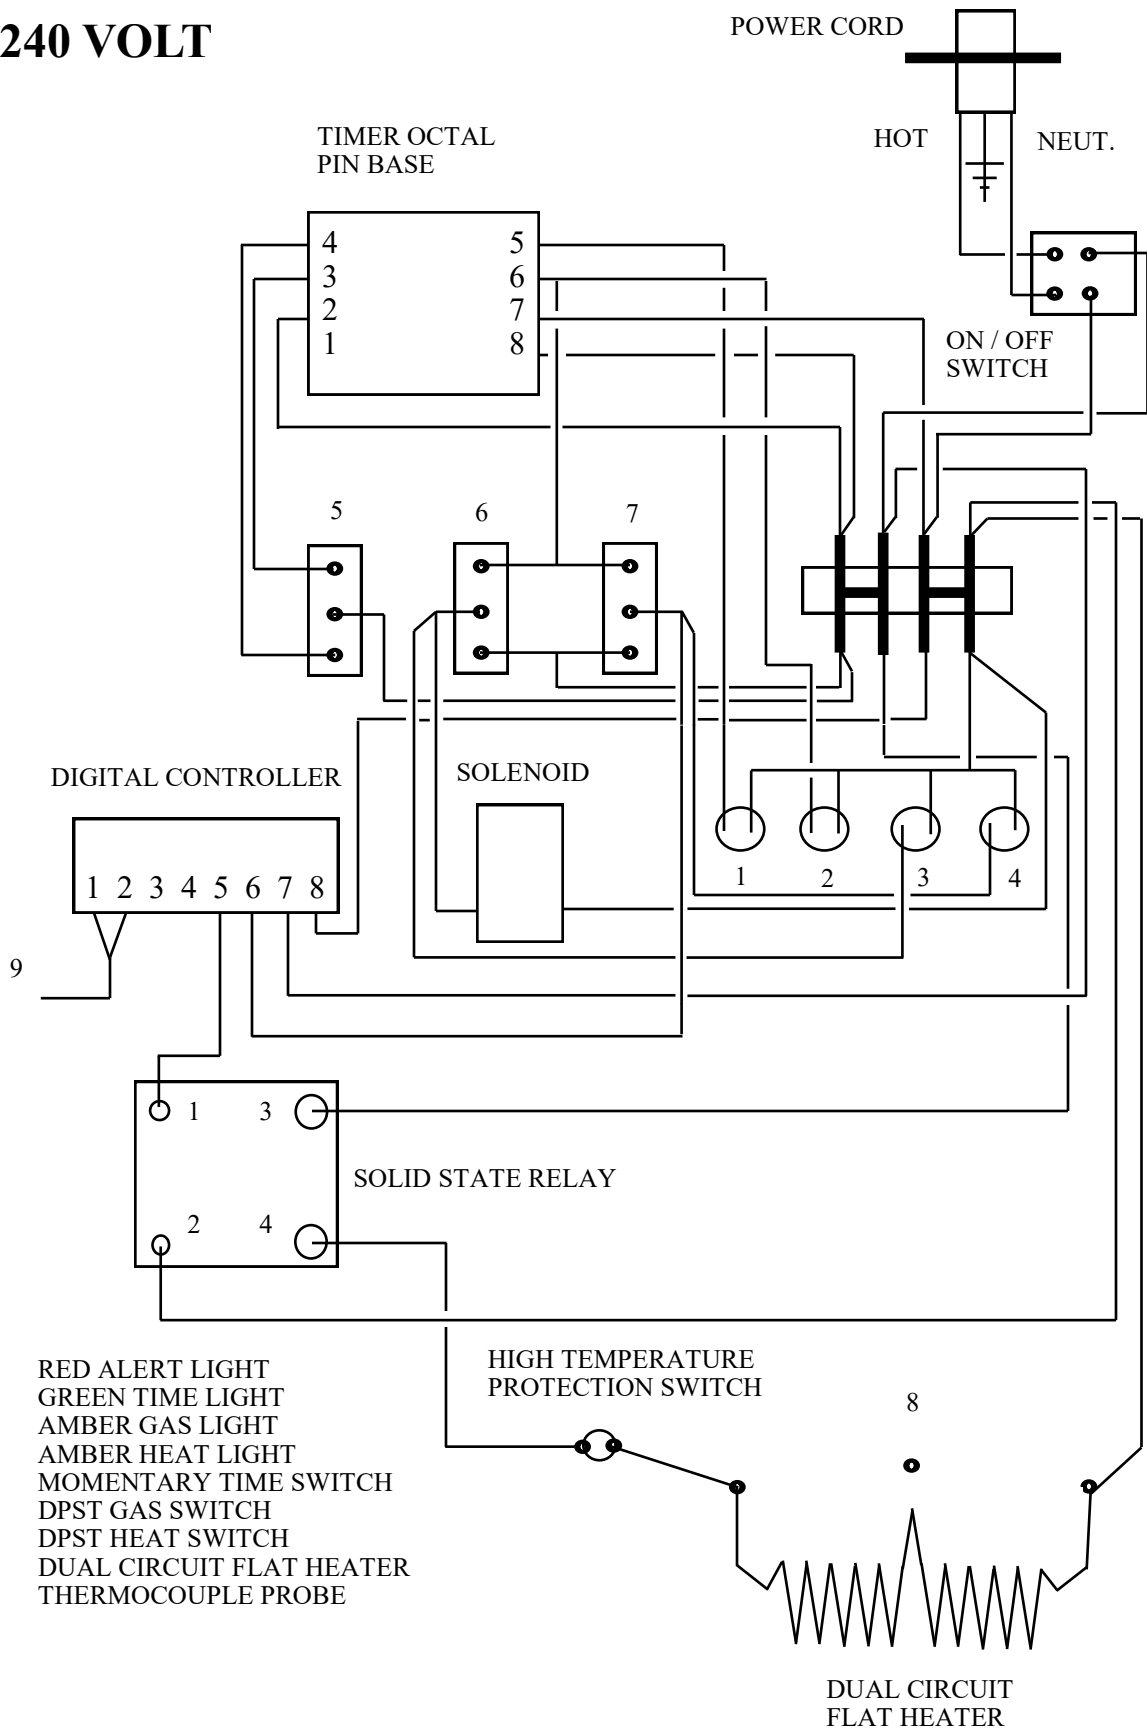 240 VOLT
POWER CORD
HOT
NEUT.
TIMER OCTAL
PIN BASE
4 5
3 6
2 7
1 8
ON / OFF
SWITCH
5
6
7
DIGITAL CONTROLLER
SOLENOID
1 2 3 4 5 6 7 8
1
2
3
4
9
1 3
SOLID STATE RELAY
2 4
RED ALERT LIGHT
GREEN TIME LIGHT
AMBER GAS LIGHT
AMBER HEAT LIGHT
MOMENTARY TIME SWITCH
DPST GAS SWITCH
DPST HEAT SWITCH
DUAL CIRCUIT FLAT HEATER
THERMOCOUPLE PROBE
HIGH TEMPERATURE
PROTECTION SWITCH
8
DUAL CIRCUIT
FLAT HEATER